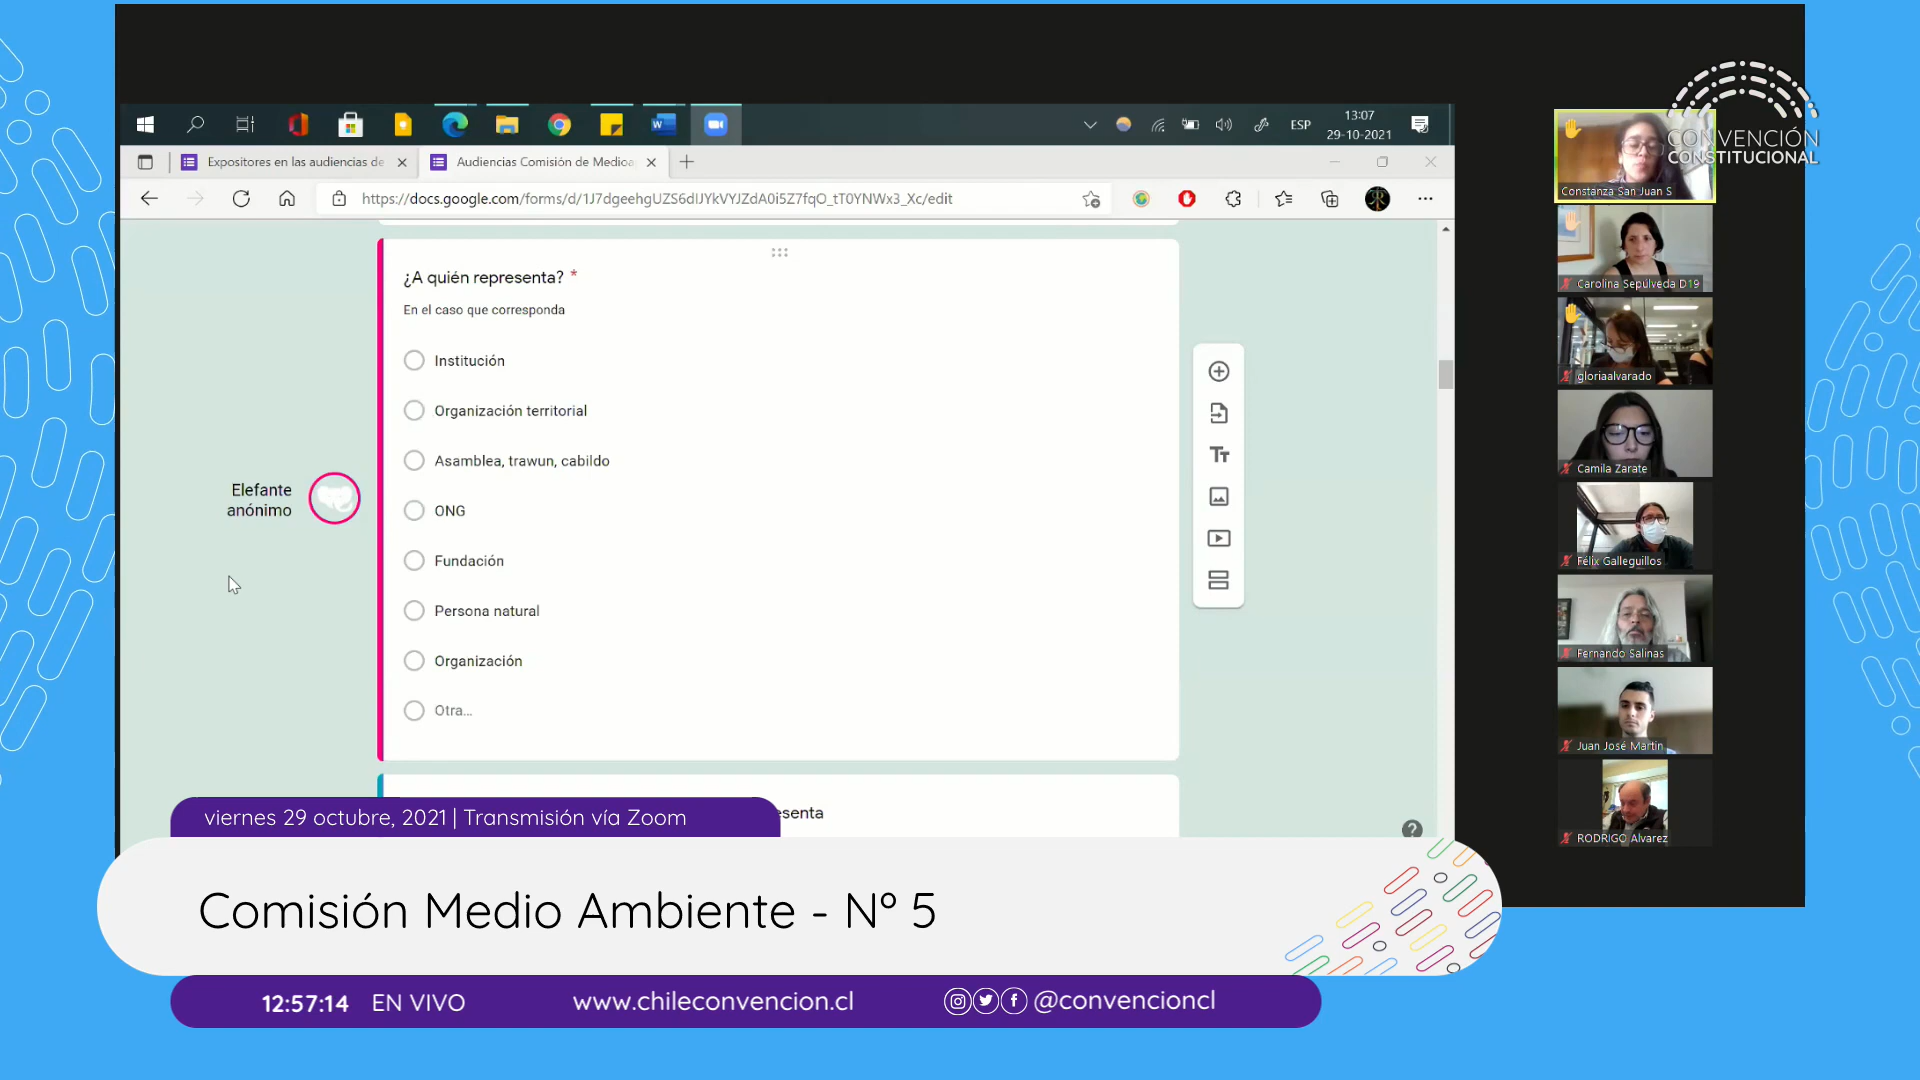 13:07
ESP
29-10-2021
Expositores en las audiencias de
Audiencias Comisión de Medioa
https://docs.google.com/forms/d/1J7dgeehgUZS6dIJYkVYJZdA0i5Z7fqO_tT0YNWx3_Xc/edit
¿A quién representa? *
En el caso que corresponda
Institución
Organización territorial
Asamblea, trawun, cabildo
ONG
Fundación
Persona natural
Organización
Otra...
Elefante
anónimo
esenta
CONVENCIÓN
CONSTITUCIONAL
Constanza San Juan S
Carolina Sepúlveda D19
gloriaalvarado
Camila Zarate
Félix Galleguillos
Fernando Salinas
Juan José Martin
RODRIGO Alvarez
viernes 29 octubre, 2021 | Transmisión vía Zoom
Comisión Medio Ambiente - Nº 5
12:57:14 EN VIVO www.chileconvencion.cl @convencioncl